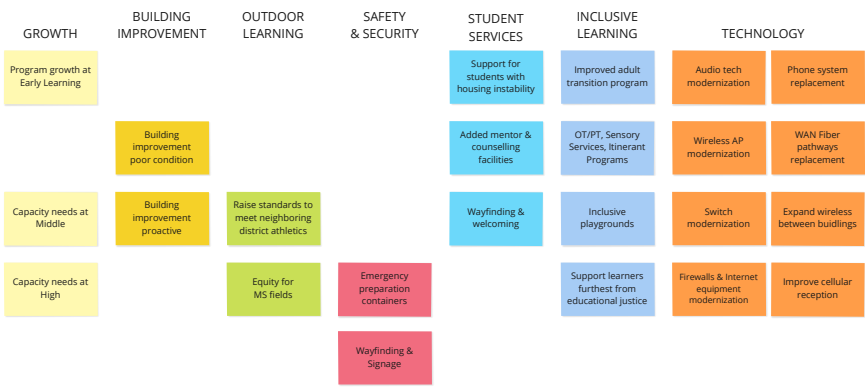 GROWTH
BUILDING
IMPROVEMENT
OUTDOOR
LEARNING
SAFETY
& SECURITY
STUDENT
SERVICES
INCLUSIVE
LEARNING
TECHNOLOGY
Program growth at
Early Learning
Support for
students with
housing instability
Improved adult
transition program
Audio tech
modernization
Phone system
replacement
Building
improvement
poor condition
Added mentor &
counselling
facilities
OT/PT, Sensory
Services, Itinerant
Programs
Wireless AP
modernization
WAN Fiber
pathways
replacement
Capacity needs at
Middle
Building
improvement
proactive
Raise standards to
meet neighboring
district athletics
Wayfinding &
welcoming
Inclusive
playgrounds
Switch
modernization
Expand wireless
between buidlings
Capacity needs at
High
Equity for
MS fields
Emergency
preparation
containers
Support learners
furthest from
educational justice
Firewalls & Internet
equipment
modernization
Improve cellular
reception
Wayfinding &
Signage